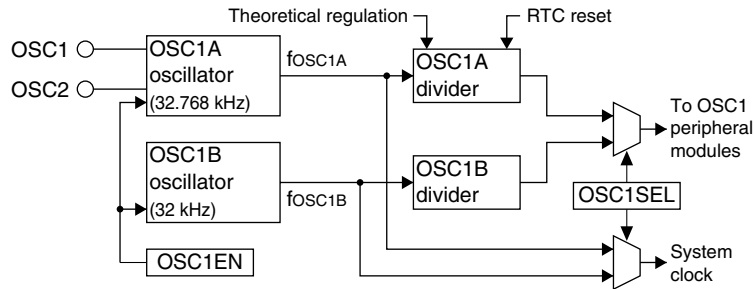 Theoretical regulation
RTC reset
OSC1
OSC2
OSC1A
oscillator
(32.768 kHz)
fOSC1A
OSC1A
divider
To OSC1
peripheral
modules
OSC1B
oscillator
(32 kHz)
fOSC1B
OSC1B
divider
OSC1SEL
OSC1EN
System
clock